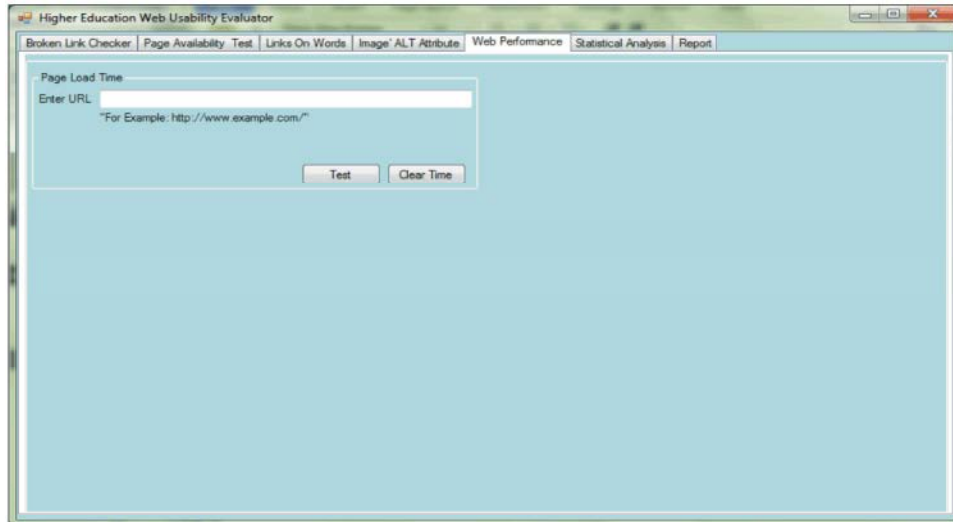 Higher Education Web Usability Evaluator
Broken Link Checker Page Availability Test Links On Words Image' ALT Attribute Web Performance Statistical Analysis Report
Page Load Time
Enter URL
"For Example: http://www.example.com/"
Test Clear Time